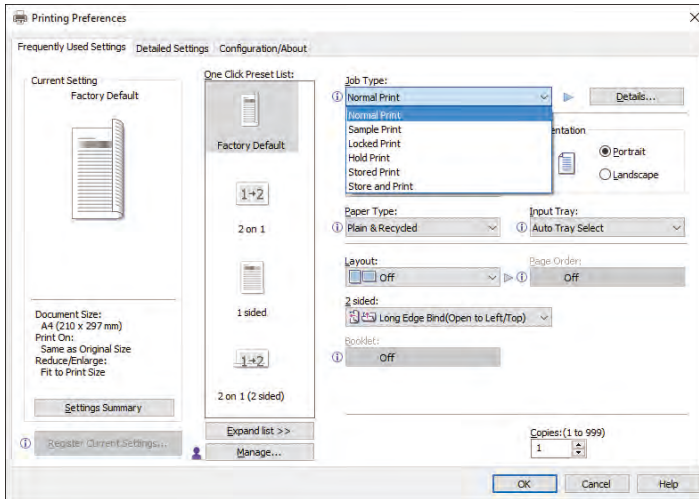 Printing Preferences
Frequently Used Settings Detailed Settings Configuration/About
Current Setting
Factory Default
Document Size:
A4 (210 x 297 mm)
Print On:
Same as Original Size
Reduce/Enlarge:
Fit to Print Size
Settings Summary
Register Current Settings...
One Click Preset List:
Factory Default
1→2
2 on 1
1 sided
1→2
2 on 1 (2 sided)
Expand list >>
Manage...
Job Type:
Normal Print
Details...
Normal Print
Sample Print
Locked Print
Hold Print
Stored Print
Store and Print
entation
Portrait
Landscape
Paper Type:
Plain & Recycled
Input Tray:
Auto Tray Select
Layout:
Off
Page Order:
Off
2 sided:
Long Edge Bind(Open to Left/Top)
Booklet:
Off
Copies:(1 to 999)
1
OK Cancel Help